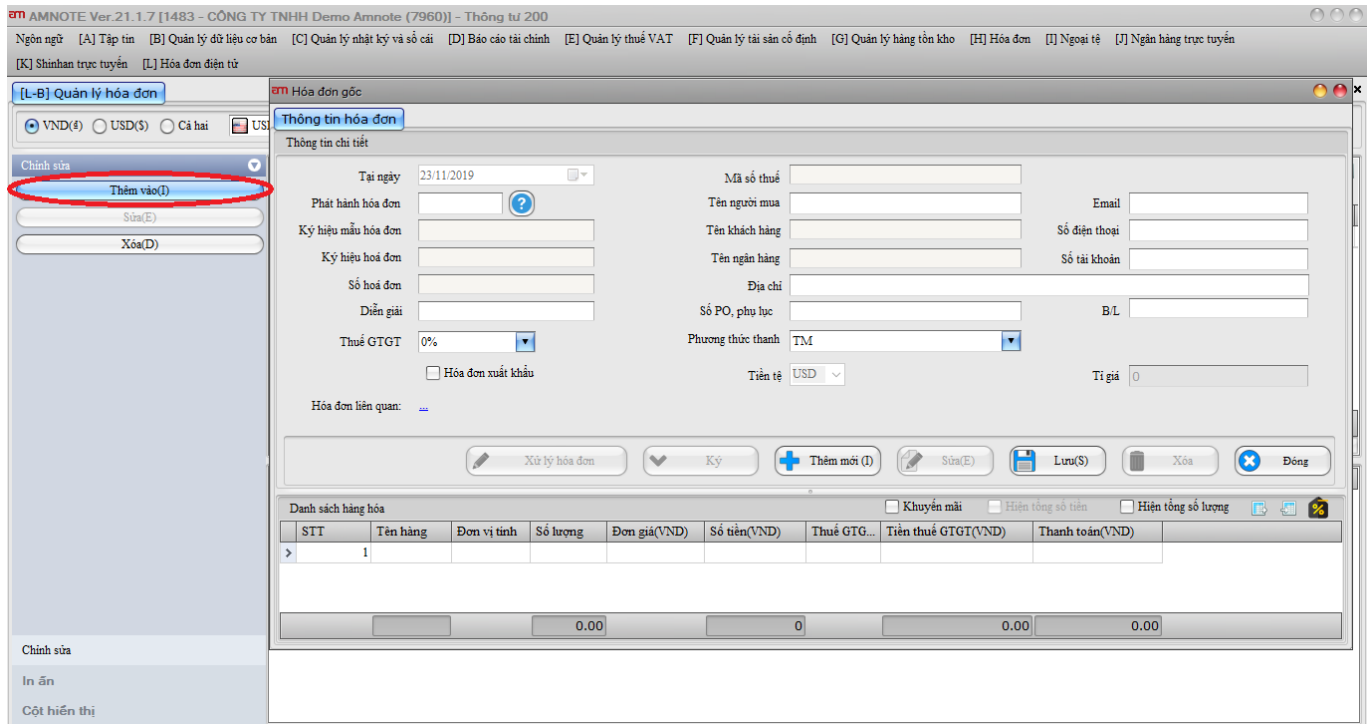 am AMNOTE Ver.21.1.7 [1483 - CÔNG TY TNHH Demo Amnote (7960)] - Thông tư 200
Ngôn ngữ [A] Tập tin [B] Quản lý dữ liệu cơ bản [C] Quản lý nhật ký và sổ cái [D] Báo cáo tài chính [E] Quản lý thuế VAT [F] Quản lý tài sản cố định [G] Quản lý hàng tồn kho [H] Hóa đơn [I] Ngoại tệ [J] Ngân hàng trực tuyến
[K] Shinhan trực tuyến [L] Hóa đơn điện tử
[L-B] Quản lý hóa đơn
am Hóa đơn gốc
VND(₫) USD($) Cả hai
Thông tin hóa đơn
Thông tin chi tiết
Chỉnh sửa
Thêm vào(I)
Sửa(E)
Xóa(D)
Tại ngày 23/11/2019 Mã số thuế
Phát hành hóa đơn ? Tên người mua Email
Ký hiệu mẫu hóa đơn Tên khách hàng Số điện thoại
Ký hiệu hoá đơn Tên ngân hàng Số tài khoản
Số hoá đơn Địa chỉ
Diễn giải Số PO, phụ lục B/L
Thuế GTGT 0% Phương thức thanh TM
Hóa đơn xuất khẩu Tiền tệ USD Tỉ giá 0
Hóa đơn liên quan: ...
Xử lý hóa đơn Ký Thêm mới (I) Sửa(E) Lưu(S) Xóa Đóng
Danh sách hàng hóa Khuyến mãi Hiện tổng số tiền Hiện tổng số lượng
STT Tên hàng Đơn vị tính Số lượng Đơn giá(VND) Số tiền(VND) Thuế GTG... Tiền thuế GTGT(VND) Thanh toán(VND)
1
0.00 0 0.00 0.00
Chỉnh sửa
In ấn
Cột hiển thị